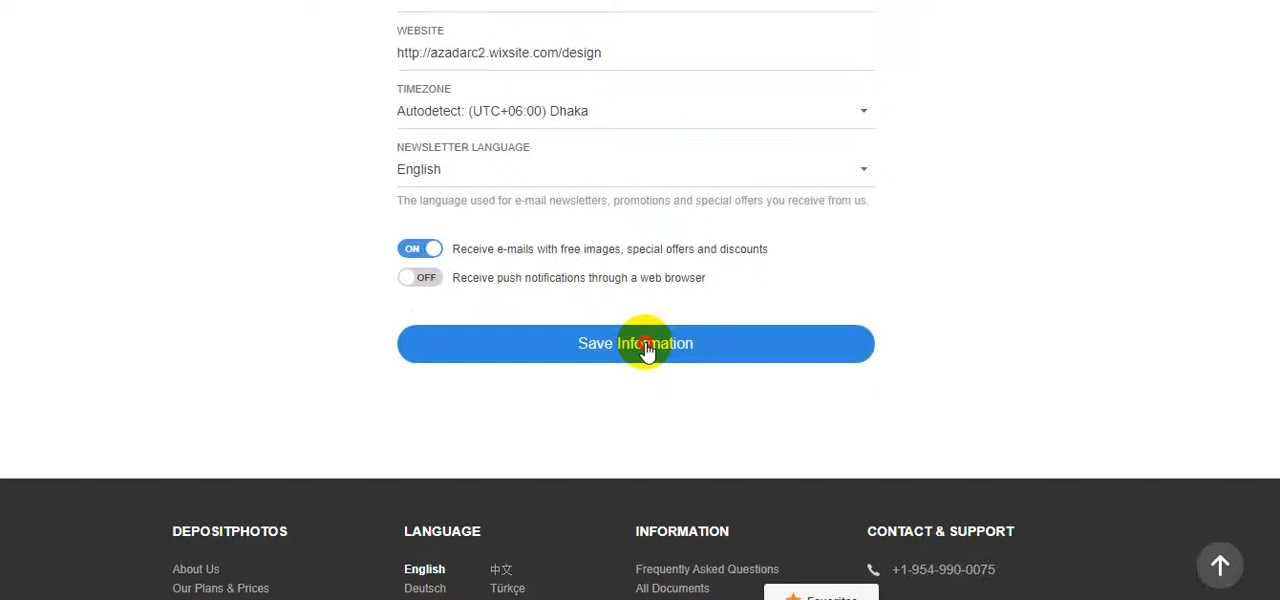 WEBSITE
http://azadarc2.wixsite.com/design
TIMEZONE
Autodetect: (UTC+06:00) Dhaka
NEWSLETTER LANGUAGE
English
The language used for e-mail newsletters, promotions and special offers you receive from us.
ON Receive e-mails with free images, special offers and discounts
OFF Receive push notifications through a web browser
Save Information
DEPOSITPHOTOS
About Us
Our Plans & Prices
LANGUAGE
English 中文
Deutsch Türkçe
INFORMATION
Frequently Asked Questions
All Documents
CONTACT & SUPPORT
+1-954-990-0075
Favorites